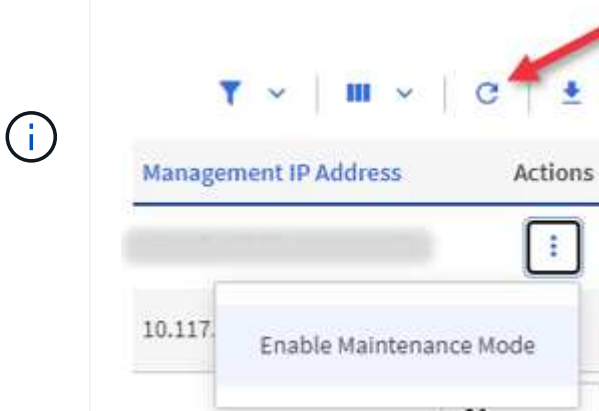 Management IP Address Actions
10.117.
Enable Maintenance Mode